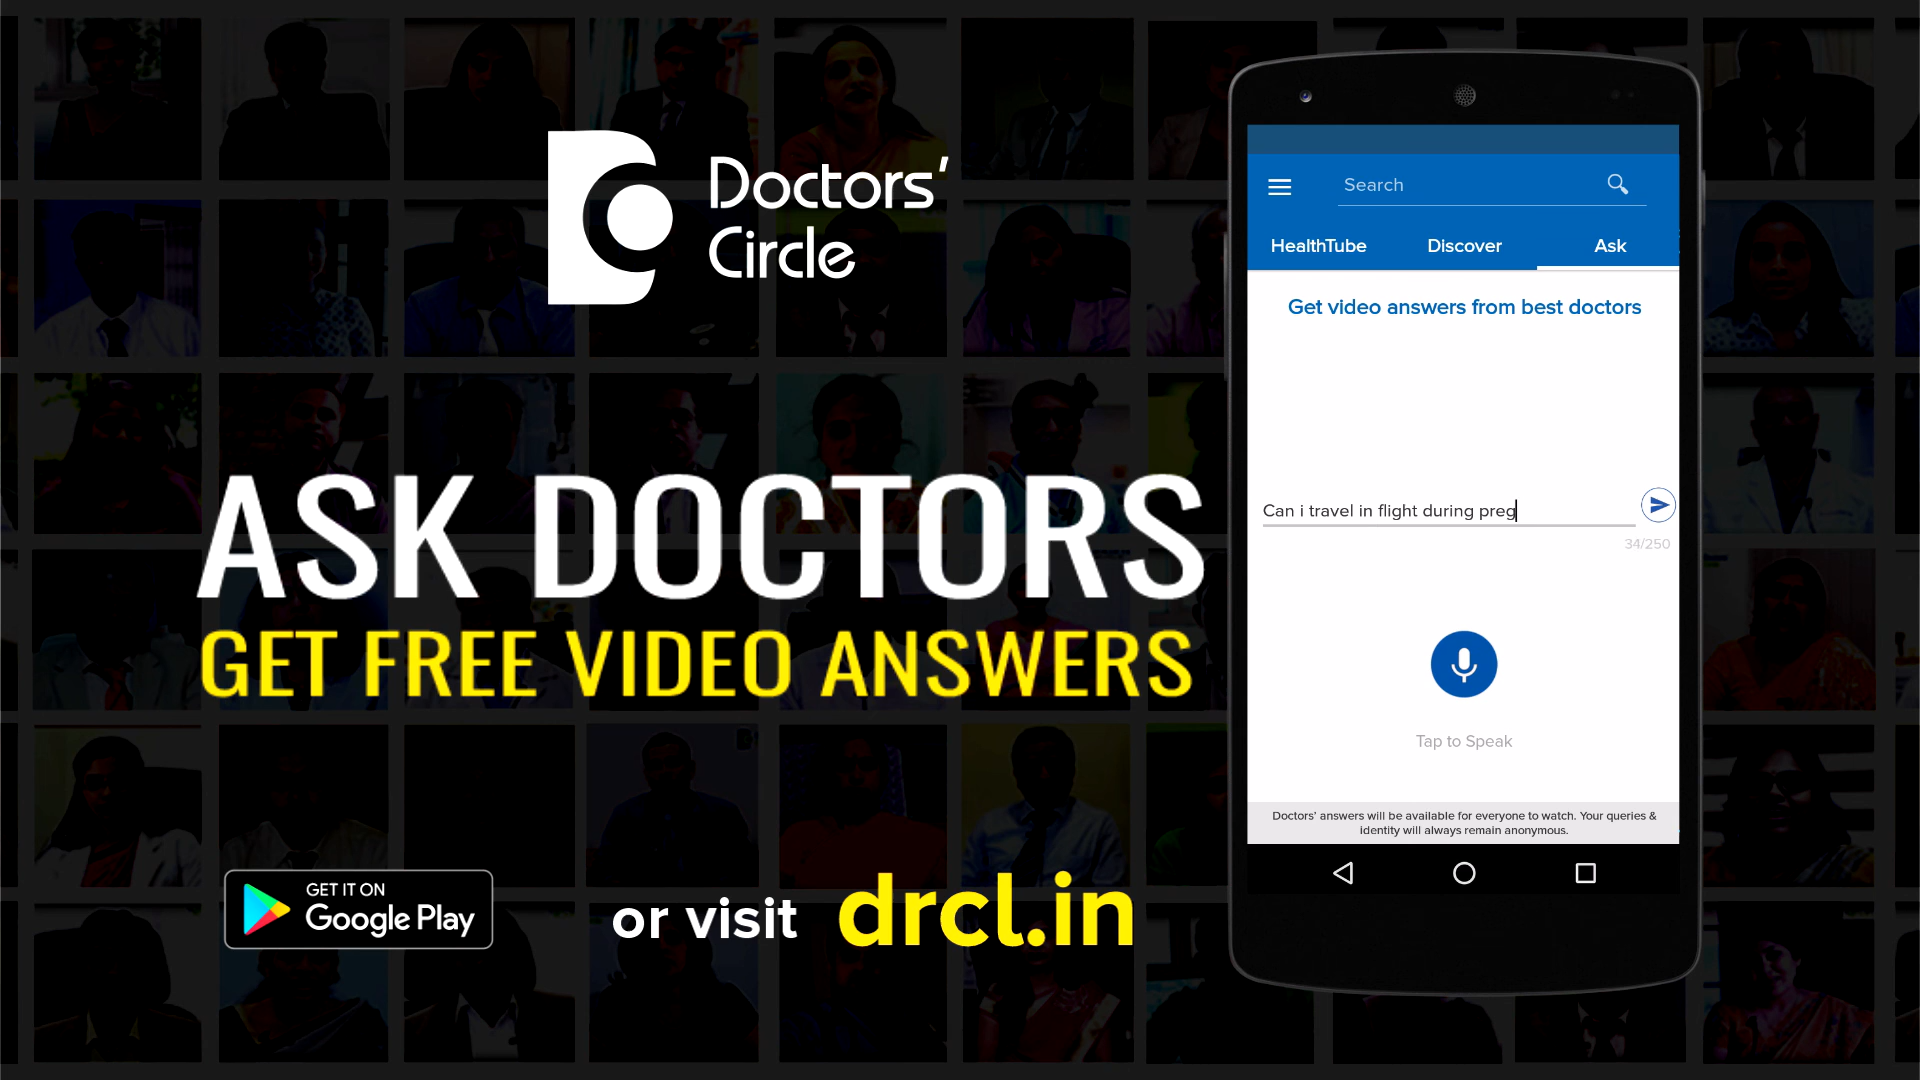 Doctors'
Circle
ASK DOCTORS
GET FREE VIDEO ANSWERS
GET IT ON
Google Play
or visit drcl.in
Search
HealthTube Discover Ask
Get video answers from best doctors
Can i travel in flight during preg
34/250
Tap to Speak
Doctors' answers will be available for everyone to watch. Your queries &
identity will always remain anonymous.